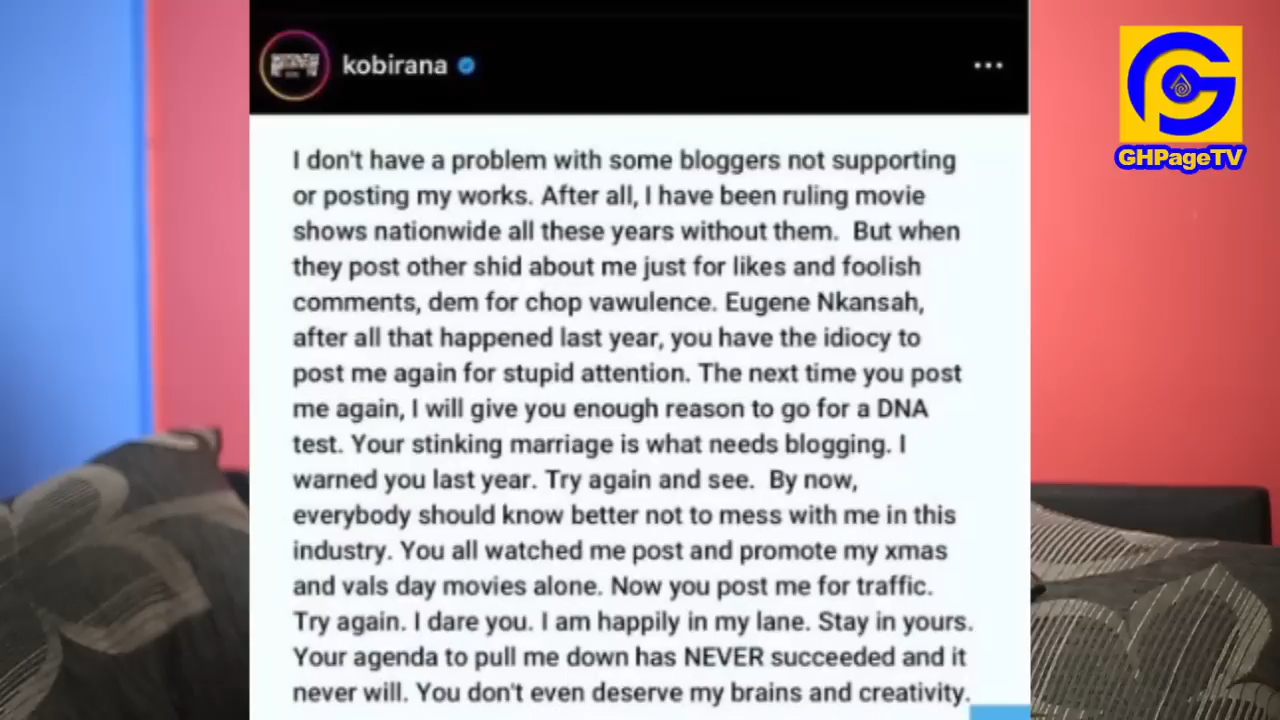 kobirana
GHPageTV
I don't have a problem with some bloggers not supporting
or posting my works. After all, I have been ruling movie
shows nationwide all these years without them.  But when
they post other shid about me just for likes and foolish
comments, dem for chop vawulence. Eugene Nkansah,
after all that happened last year, you have the idiocy to
post me again for stupid attention. The next time you post
me again, I will give you enough reason to go for a DNA
test. Your stinking marriage is what needs blogging. I
warned you last year. Try again and see.  By now,
everybody should know better not to mess with me in this
industry. You all watched me post and promote my xmas
and vals day movies alone. Now you post me for traffic.
Try again. I dare you. I am happily in my lane. Stay in yours.
Your agenda to pull me down has NEVER succeeded and it
never will. You don't even deserve my brains and creativity.